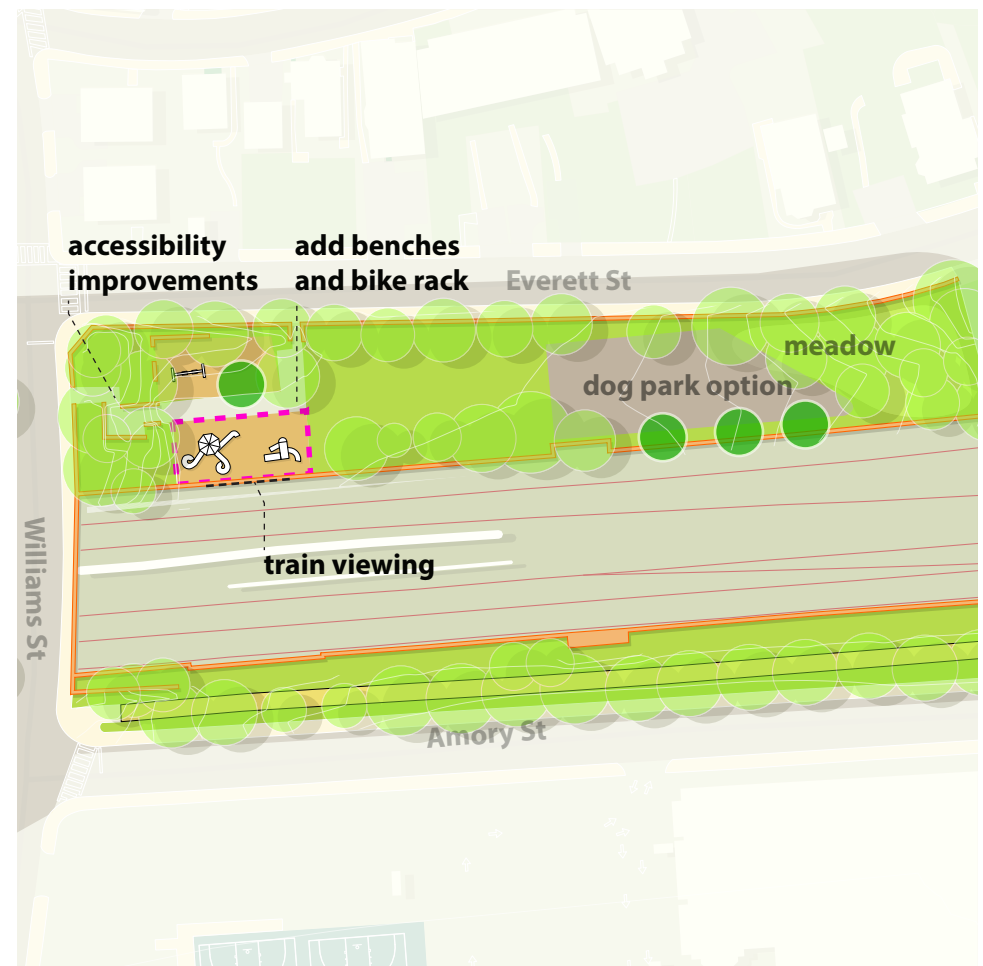 accessibility
improvements
add benches
and bike rack
Everett St
meadow
dog park option
train viewing
Williams St
Amory St